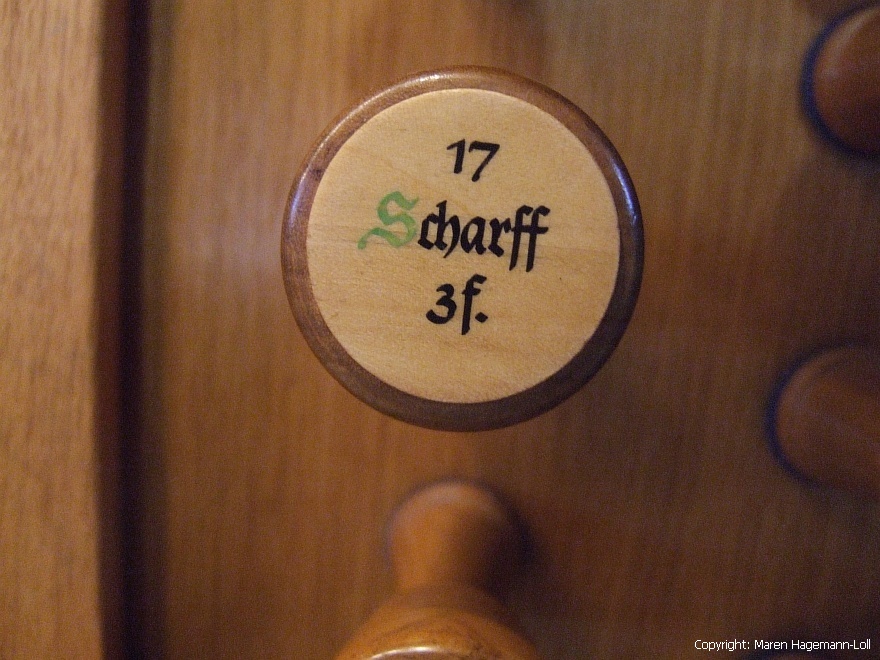 17
Scharff
3f.
Copyright: Maren Hagemann-Loll